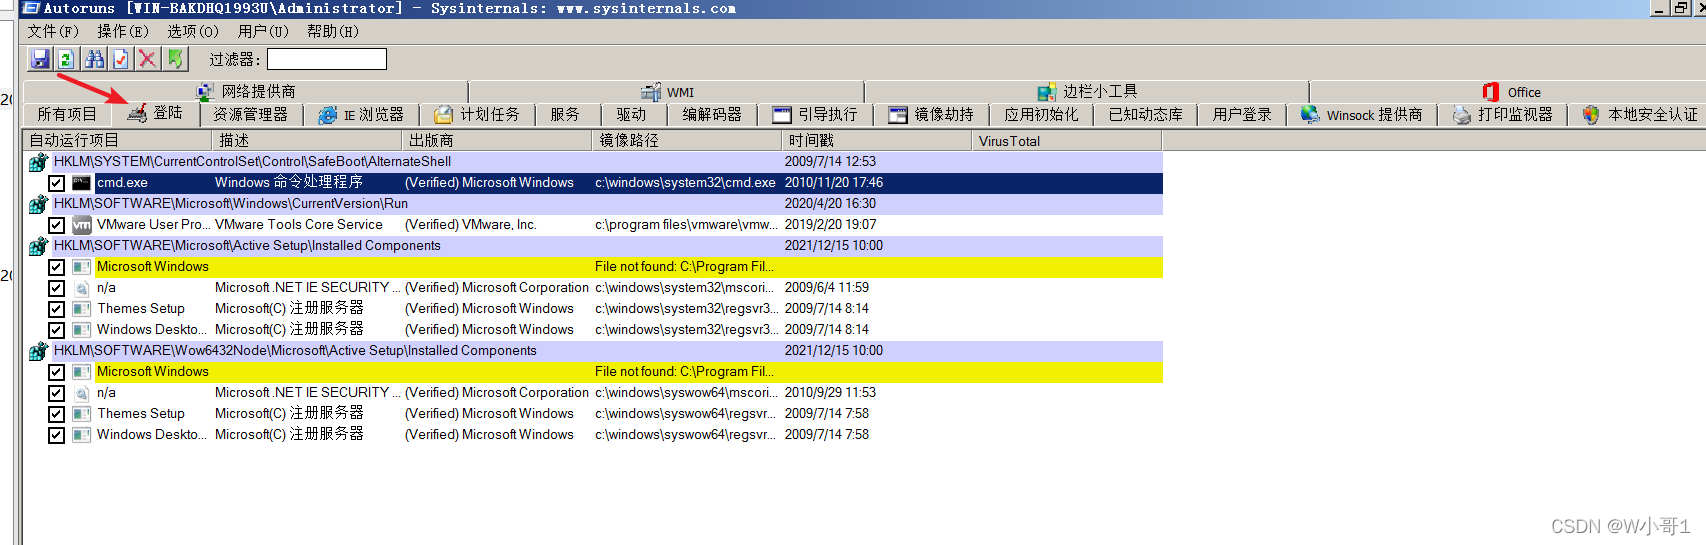 Autoruns [WIN-BAKDHQ1993U\Administrator] - Sysinternals: www.sysinternals.com
文件(F) 操作(E) 选项(O) 用户(U) 帮助(H)
过滤器:
网络提供商 WMI 边栏小工具 Office
所有项目 登陆 资源管理器 IE 浏览器 计划任务 服务 驱动 编解码器 引导执行 镜像劫持 应用初始化 已知动态库 用户登录 Winsock 提供商 打印监视器 本地安全认证
自动运行项目 描述 出版商 镜像路径 时间戳 VirusTotal
HKLM\SYSTEM\CurrentControlSet\Control\SafeBoot\AlternateShell 2009/7/14 12:53
cmd.exe Windows 命令处理程序 (Verified) Microsoft Windows c:\windows\system32\cmd.exe 2010/11/20 17:46
HKLM\SOFTWARE\Microsoft\Windows\CurrentVersion\Run 2020/4/20 16:30
VMware User Pro... VMware Tools Core Service (Verified) VMware, Inc. c:\program files\vmware\vmw... 2019/2/20 19:07
HKLM\SOFTWARE\Microsoft\Active Setup\Installed Components 2021/12/15 10:00
Microsoft Windows File not found: C:\Program Fil...
n/a Microsoft .NET IE SECURITY ... (Verified) Microsoft Corporation c:\windows\system32\mscori... 2009/6/4 11:59
Themes Setup Microsoft(C) 注册服务器 (Verified) Microsoft Windows c:\windows\system32\regsvr3... 2009/7/14 8:14
Windows Deskto... Microsoft(C) 注册服务器 (Verified) Microsoft Windows c:\windows\system32\regsvr3... 2009/7/14 8:14
HKLM\SOFTWARE\Wow6432Node\Microsoft\Active Setup\Installed Components 2021/12/15 10:00
Microsoft Windows File not found: C:\Program Fil...
n/a Microsoft .NET IE SECURITY ... (Verified) Microsoft Corporation c:\windows\syswow64\mscori... 2010/9/29 11:53
Themes Setup Microsoft(C) 注册服务器 (Verified) Microsoft Windows c:\windows\syswow64\regsvr... 2009/7/14 7:58
Windows Deskto... Microsoft(C) 注册服务器 (Verified) Microsoft Windows c:\windows\syswow64\regsvr... 2009/7/14 7:58
CSDN @W小哥1